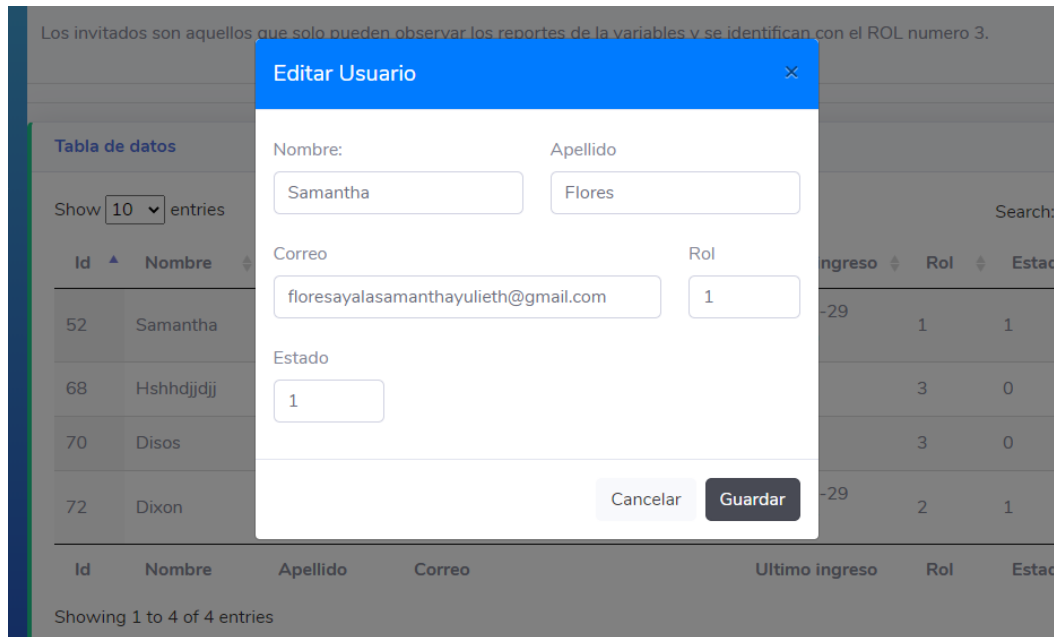 Los invitados son aquellos que solo pueden observar los reportes de la variables y se identifican con el ROL numero 3.
Editar Usuario ×
Tabla de datos
Nombre: Apellido
Samantha Flores
Show 10 entries Search:
Correo Rol
Id Nombre ingreso Rol Estad
floresayalasamanthayulieth@gmail.com 1
52 Samantha -29 1 1
Estado
68 Hshhdjjdjj 3 0
1
70 Disos 3 0
72 Dixon -29 2 1
Cancelar Guardar
Id Nombre Apellido Correo Ultimo ingreso Rol Estad
Showing 1 to 4 of 4 entries